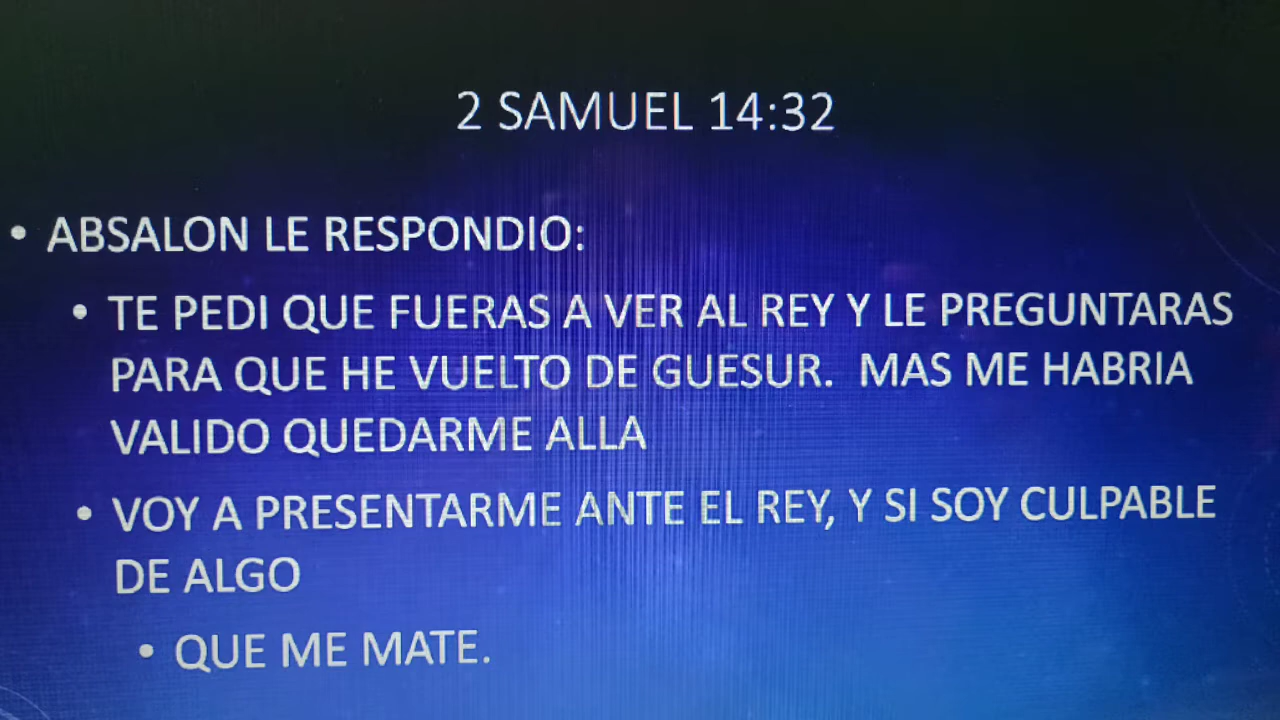 2 SAMUEL 14:32
• ABSALON LE RESPONDIO:
• TE PEDI QUE FUERAS A VER AL REY Y LE PREGUNTARAS
PARA QUE HE VUELTO DE GUESUR. MAS ME HABRIA
VALIDO QUEDARME ALLA
• VOY A PRESENTARME ANTE EL REY, Y SI SOY CULPABLE
DE ALGO
• QUE ME MATE.